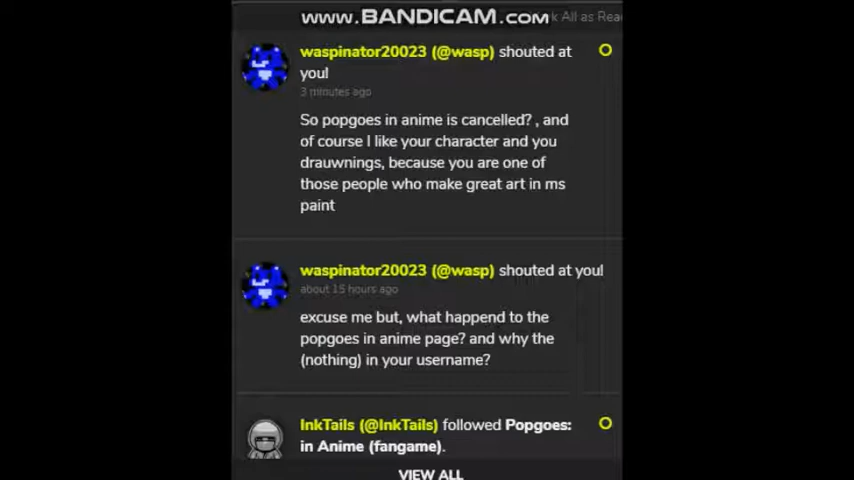 www.BANDICAM.com
k All as Rea
waspinator20023 (@wasp) shouted at
you!
3 minutes ago
So popgoes in anime is cancelled? , and
of course I like your character and you
drauwnings, because you are one of
those people who make great art in ms
paint
waspinator20023 (@wasp) shouted at you!
about 15 hours ago
excuse me but, what happend to the
popgoes in anime page? and why the
(nothing) in your username?
InkTails (@InkTails) followed Popgoes:
in Anime (fangame).
VIEW ALL